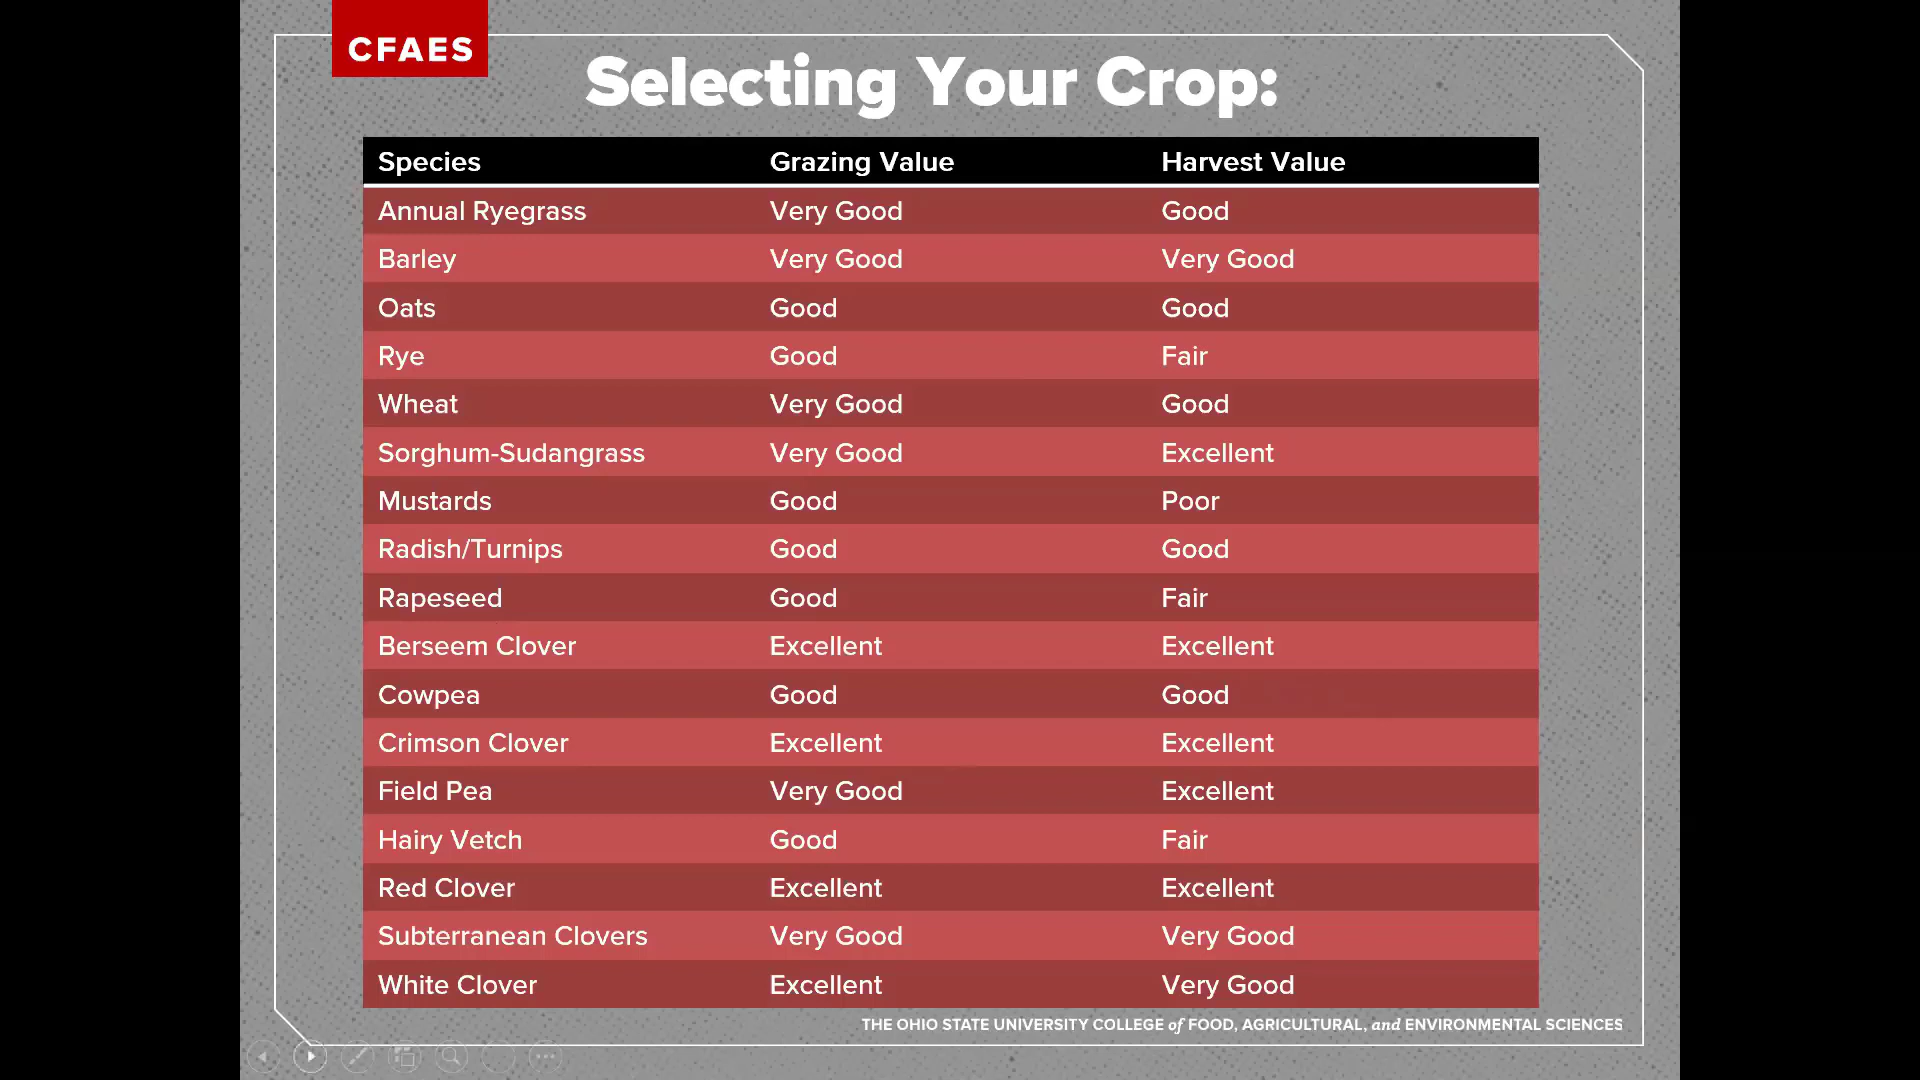 CFAES
Selecting Your Crop:
Species Grazing Value Harvest Value
Annual Ryegrass Very Good Good
Barley Very Good Very Good
Oats Good Good
Rye Good Fair
Wheat Very Good Good
Sorghum-Sudangrass Very Good Excellent
Mustards Good Poor
Radish/Turnips Good Good
Rapeseed Good Fair
Berseem Clover Excellent Excellent
Cowpea Good Good
Crimson Clover Excellent Excellent
Field Pea Very Good Excellent
Hairy Vetch Good Fair
Red Clover Excellent Excellent
Subterranean Clovers Very Good Very Good
White Clover Excellent Very Good
THE OHIO STATE UNIVERSITY COLLEGE of FOOD, AGRICULTURAL, and ENVIRONMENTAL SCIENCES